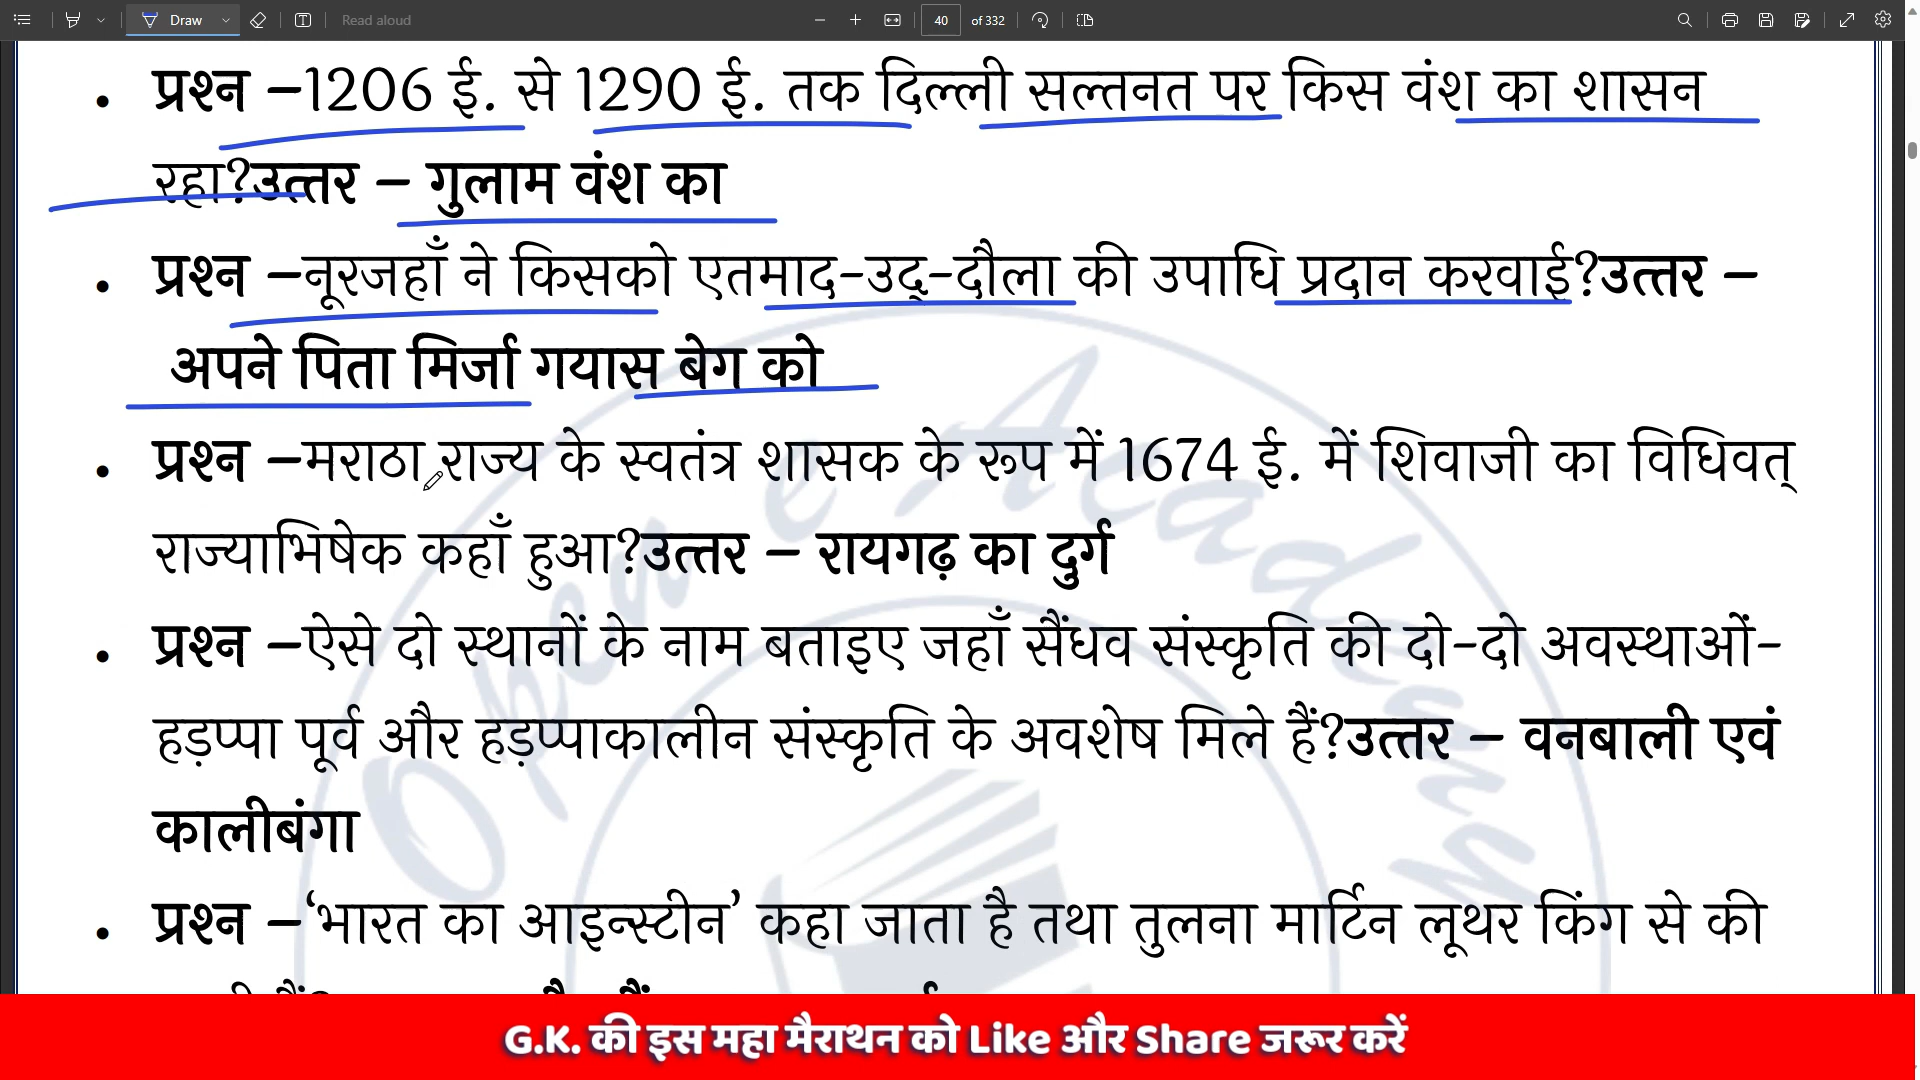 Draw
Read aloud
40 of 332
प्रश्न –1206 ई. से 1290 ई. तक दिल्ली सल्तनत पर किस वंश का शासन
रहा?उत्तर – गुलाम वंश का
प्रश्न –नूरजहाँ ने किसको एतमाद-उद्-दौला की उपाधि प्रदान करवाई?उत्तर –
अपने पिता मिर्जा गयास बेग को
प्रश्न –मराठा राज्य के स्वतंत्र शासक के रूप में 1674 ई. में शिवाजी का विधिवत्
राज्याभिषेक कहाँ हुआ?उत्तर – रायगढ़ का दुर्ग
प्रश्न –ऐसे दो स्थानों के नाम बताइए जहाँ सैंधव संस्कृति की दो-दो अवस्थाओं-
हड़प्पा पूर्व और हड़प्पाकालीन संस्कृति के अवशेष मिले हैं?उत्तर – वनबाली एवं
कालीबंगा
प्रश्न –‘भारत का आइन्स्टीन’ कहा जाता है तथा तुलना मार्टिन लूथर किंग से की
Open e Academy
G.K. की इस महा मैराथन को Like और Share जरूर करें